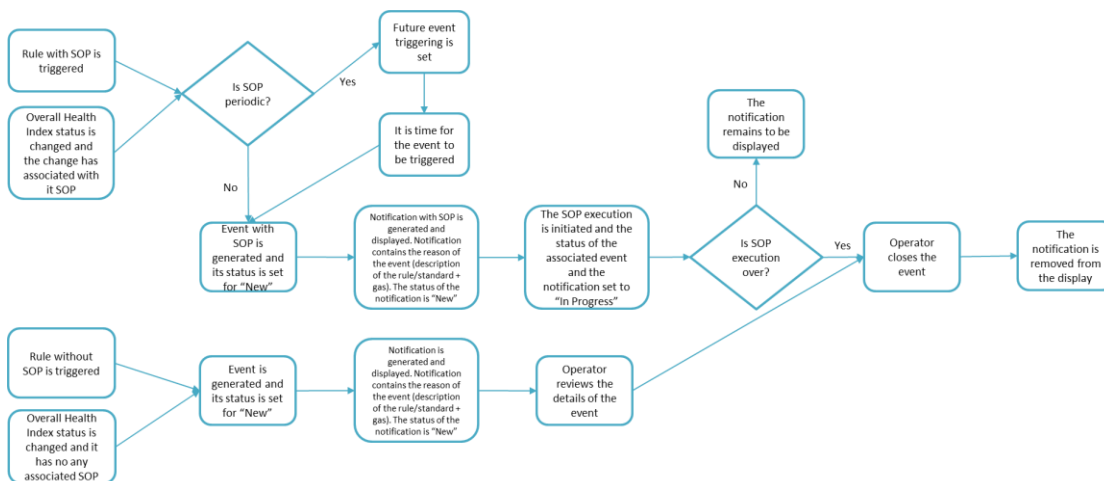 Rule with SOP is
triggered
Overall Health
Index status is
changed and
the change has
associated with
it SOP
Is SOP
periodic?
Yes
No
Future event
triggering is
set
It is time for
the event to
be triggered
Event with
SOP is
generated and
its status is set
for “New”
Notification with SOP is
generated and
displayed. Notification
contains the reason of
the event (description
of the rule/standard +
gas). The status of the
notification is “New”
The SOP execution
is initiated and the
status of the
associated event
and the
notification set to
“In Progress”
The
notification
remains to be
displayed
No
Is SOP
execution
over?
Yes
Operator
closes the
event
The
notification is
removed from
the display
Rule without
SOP is triggered
Overall Health
Index status is
changed and it
has no any
associated SOP
Event is
generated and
its status is set
for “New”
Notification is
generated and
displayed. Notification
contains the reason of
the event (description
of the rule/standard +
gas). The status of the
notification is “New”
Operator
reviews the
details of the
event